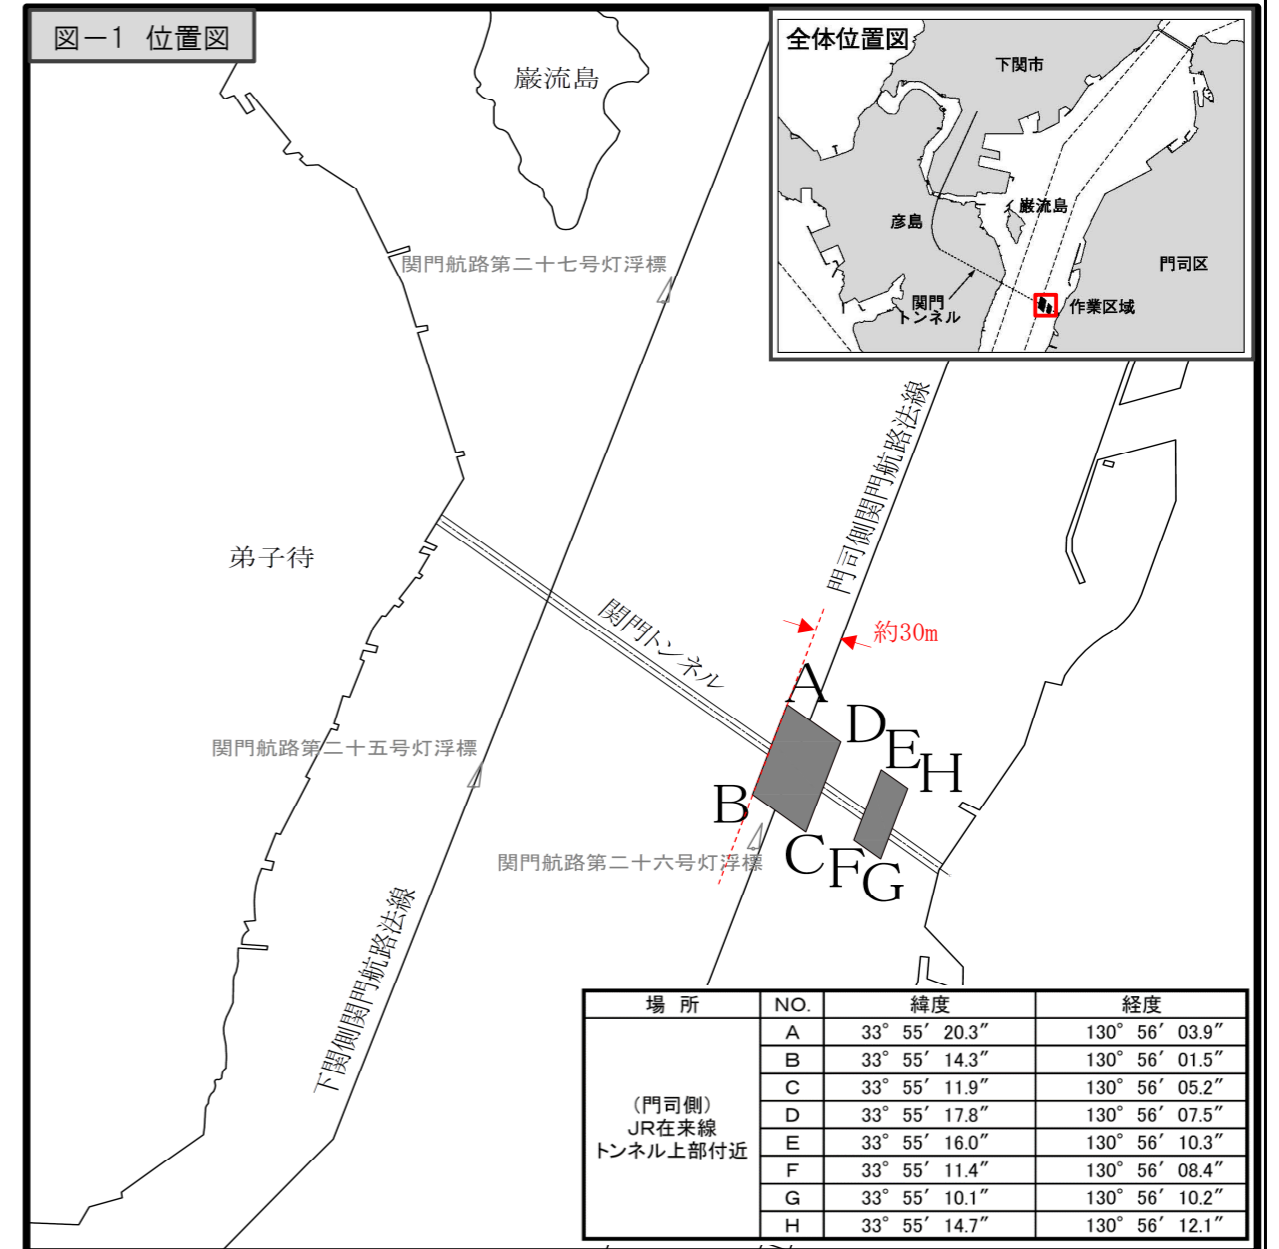 図－1 位置図
巌流島
全体位置図
下関市
巌流島
彦島
門司区
関門
トンネル
作業区域
関門航路第二十七号灯浮標
門司側関門航路法線
弟子待
関門トンネル
約30m
A
D
E
H
関門航路第二十五号灯浮標
B
C
F
G
関門航路第二十六号灯浮標
下関側関門航路法線
場 所 NO. 緯度 経度
(門司側)
JR在来線
トンネル上部付近
A 33° 55′ 20.3″ 130° 56′ 03.9″
B 33° 55′ 14.3″ 130° 56′ 01.5″
C 33° 55′ 11.9″ 130° 56′ 05.2″
D 33° 55′ 17.8″ 130° 56′ 07.5″
E 33° 55′ 16.0″ 130° 56′ 10.3″
F 33° 55′ 11.4″ 130° 56′ 08.4″
G 33° 55′ 10.1″ 130° 56′ 10.2″
H 33° 55′ 14.7″ 130° 56′ 12.1″